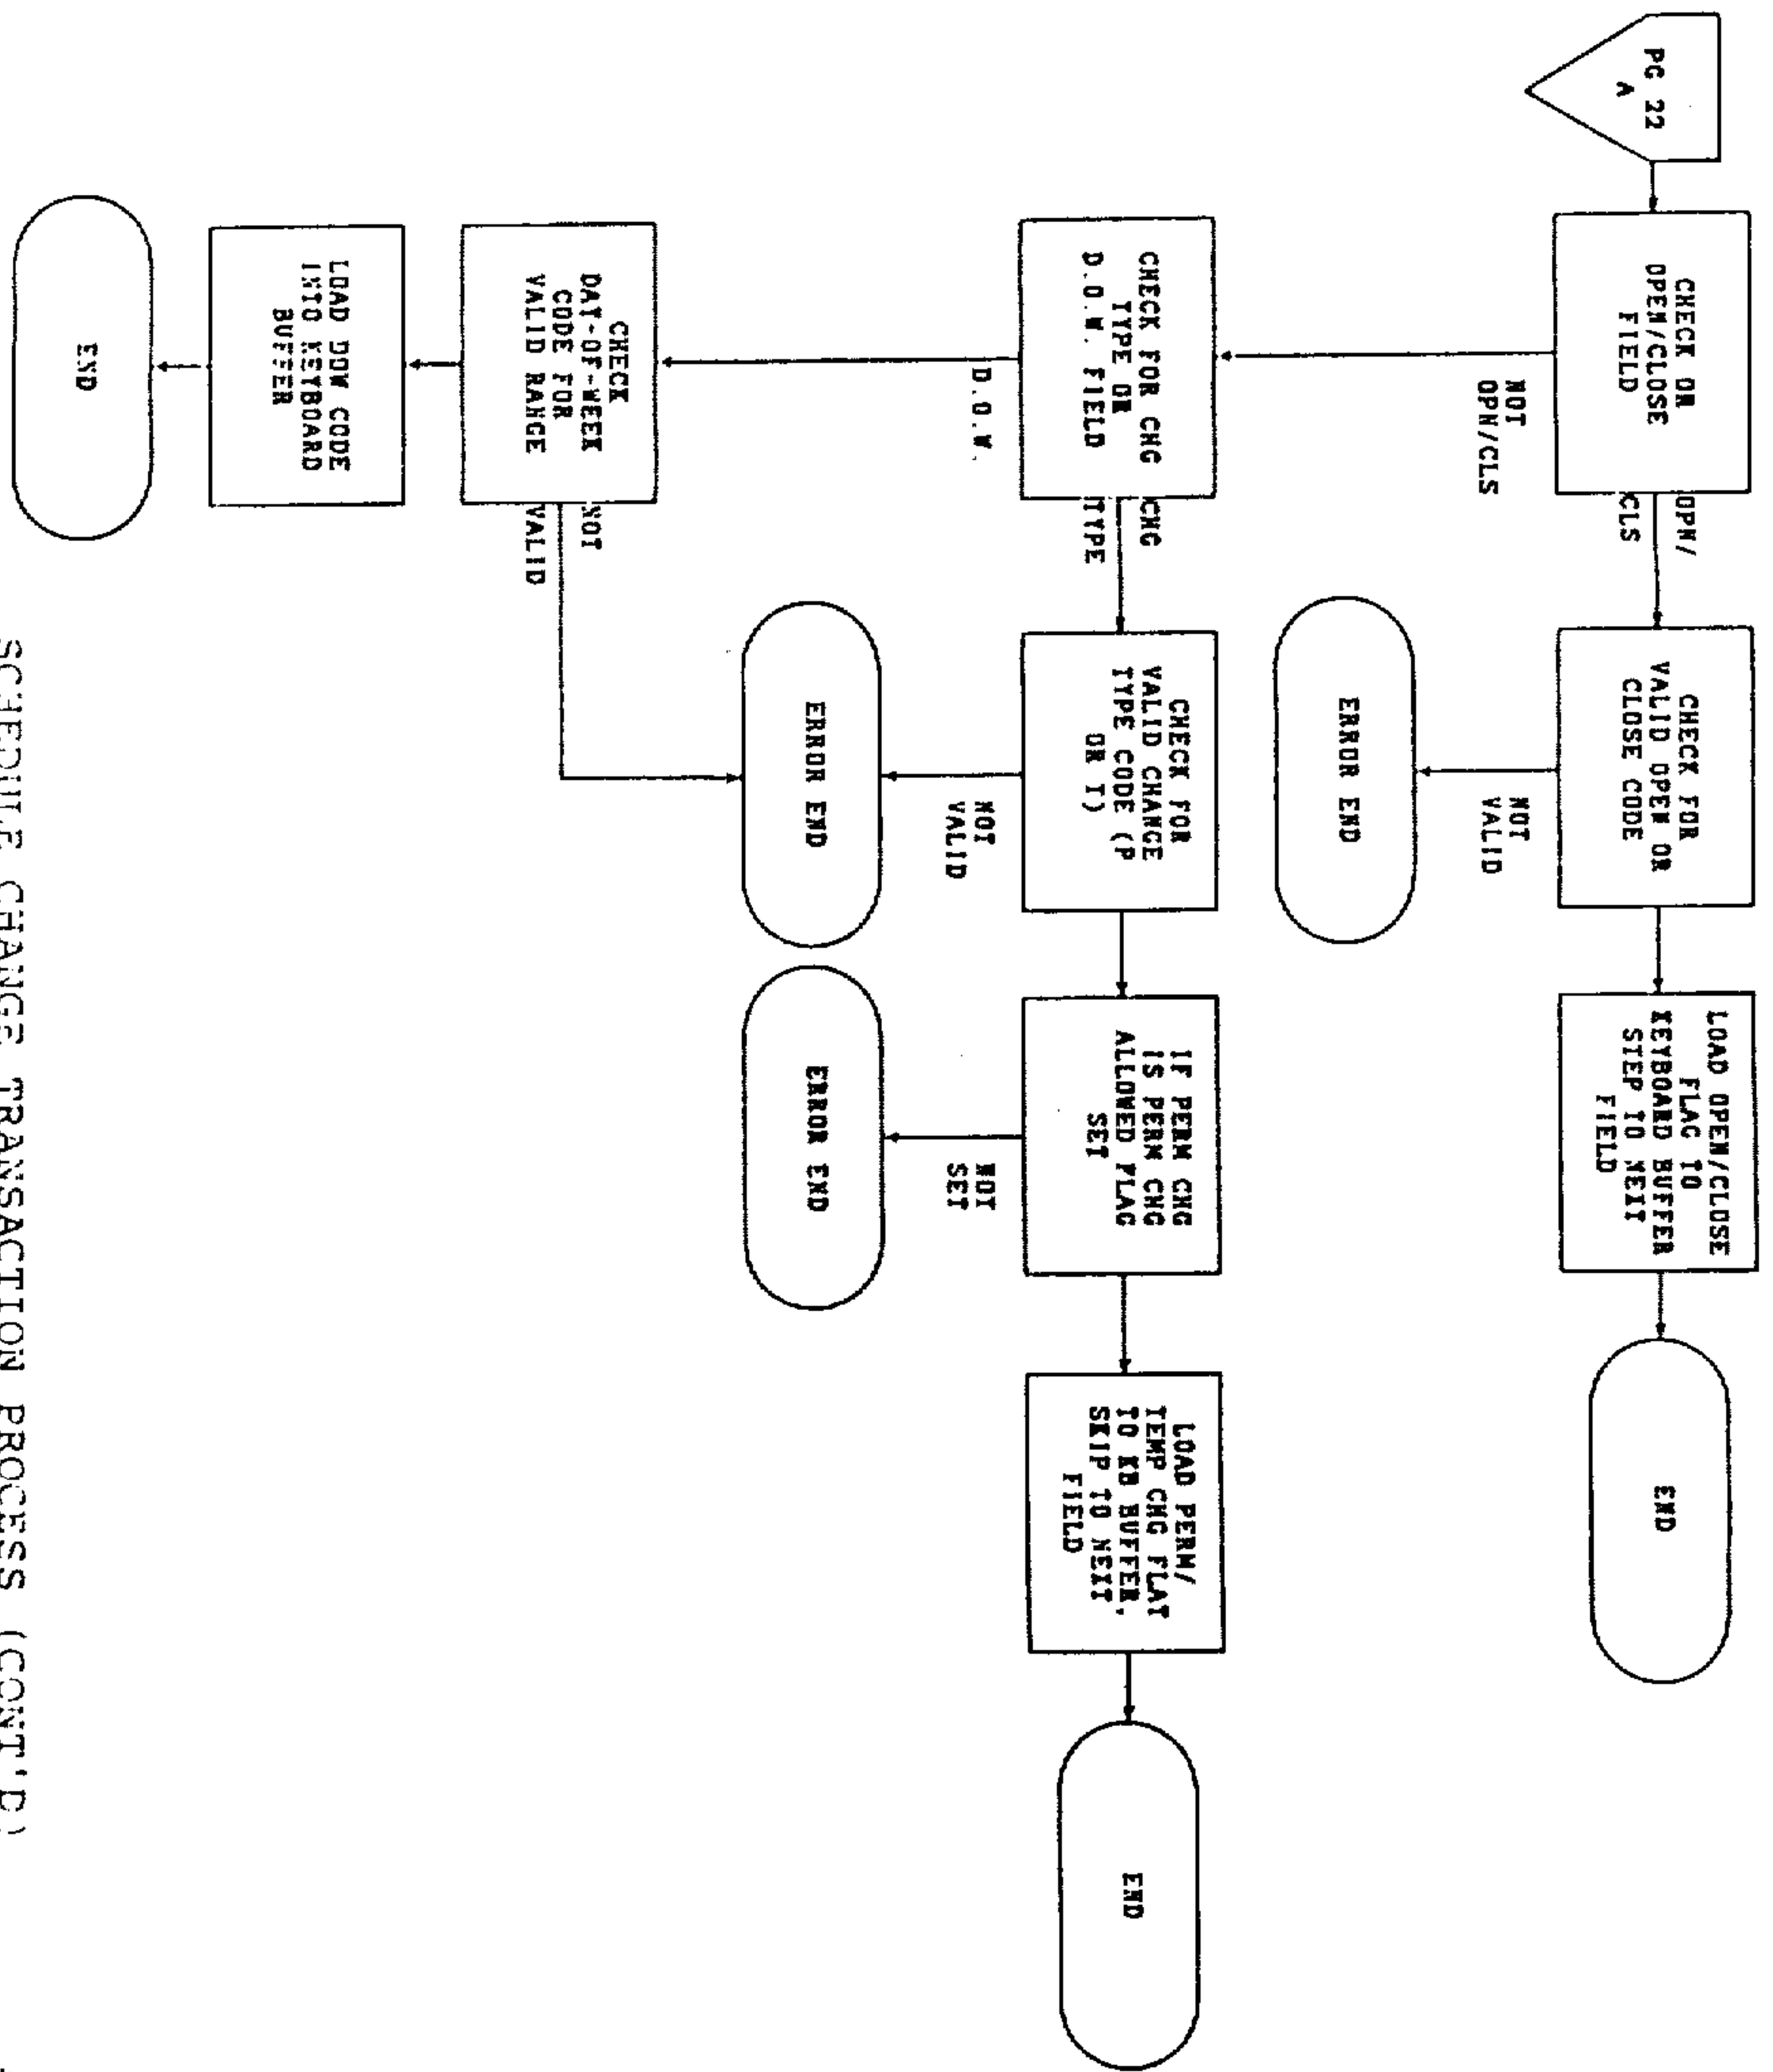 PG 22
A
CHECK OR
OPEN/CLOSE
FIELD
OPN/
CLS
CHECK FOR
VALID OPEN OR
CLOSE CODE
LOAD OPEN/CLOSE
FLAG TO
KEYBOARD BUFFER
STEP TO NEXT
FIELD
END
NOT
VALID
ERROR END
NOT
OPN/CLS
CHECK FOR CHG
TYPE OR
D.O.W. FIELD
CHG
TYPE
CHECK FOR
VALID CHANGE
TYPE CODE (P
OR T)
IF PERM CHG
IS PERM CHG
ALLOWED FLAG
SET
LOAD PERM/
TEMP CHG FLAT
TO KB BUFFER,
SKIP TO NEXT
FIELD
END
NOT
VALID
ERROR END
NOT
SET
ERROR END
D.O.W.
CHECK
DAY-OF-WEEK
CODE FOR
VALID RANGE
NOT
VALID
LOAD DOW CODE
INTO KEYBOARD
BUFFER
END
SCHEDULE CHANGE TRANSACTION PROCESS (CONT'D)